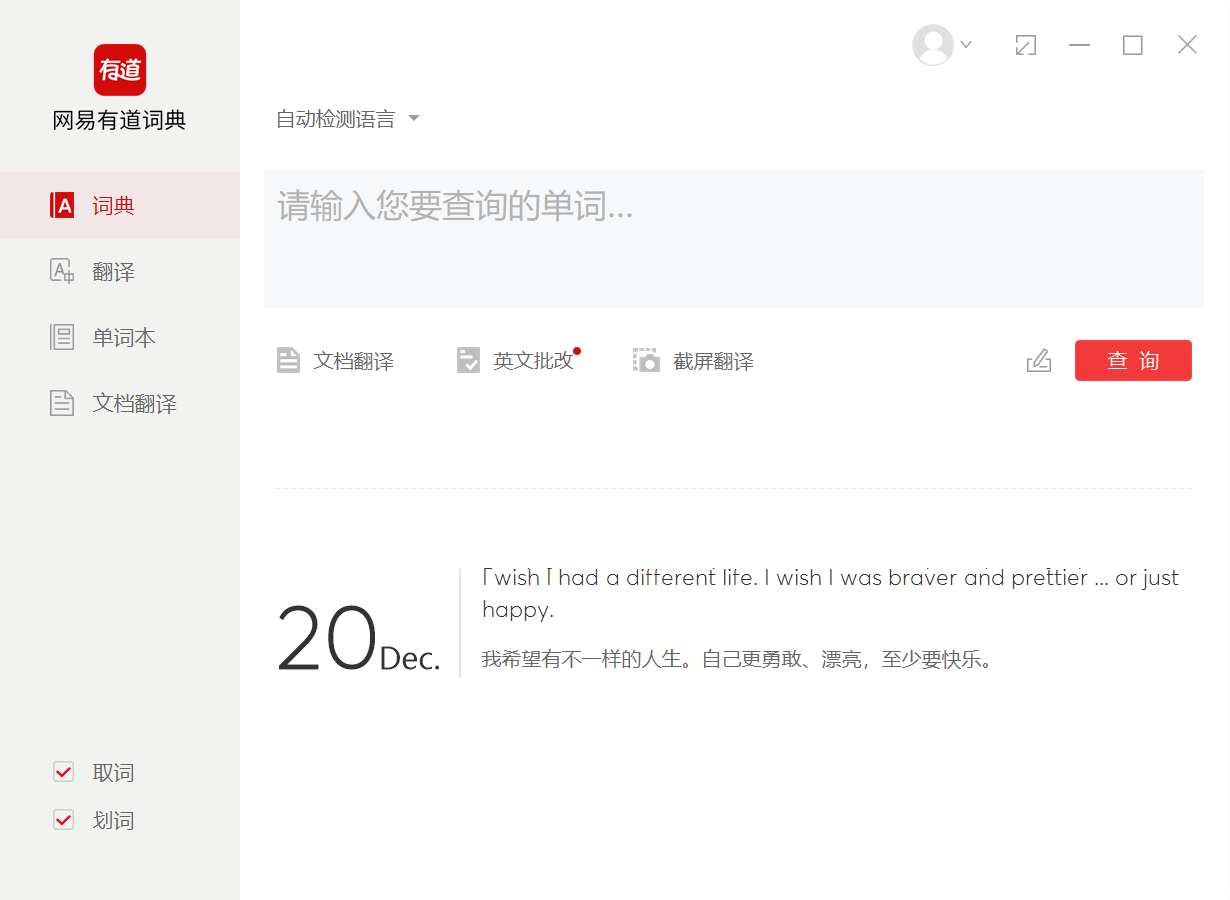 有道
网易有道词典
词典
翻译
单词本
文档翻译
取词
划词
自动检测语言
请输入您要查询的单词...
文档翻译
英文批改
截屏翻译
查 询
20 Dec.
I wish I had a different life. I wish I was braver and prettier ... or just
happy.
我希望有不一样的人生。自己更勇敢、漂亮，至少要快乐。